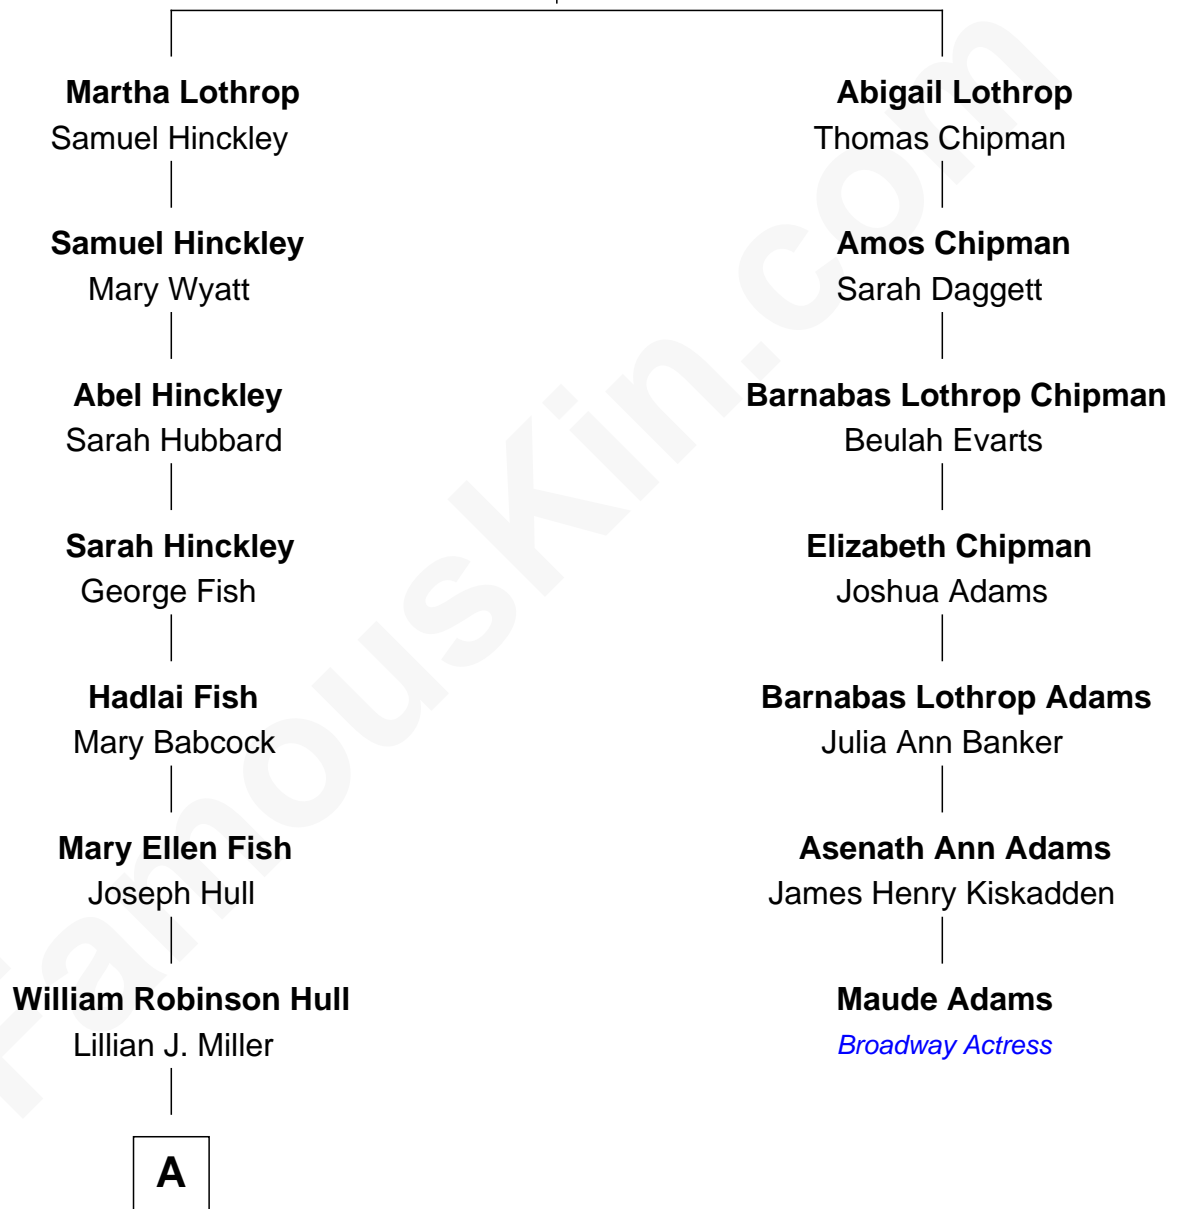 Martha Lothrop
Samuel Hinckley
Samuel Hinckley
Mary Wyatt
Abel Hinckley
Sarah Hubbard
Sarah Hinckley
George Fish
Hadlai Fish
Mary Babcock
Mary Ellen Fish
Joseph Hull
William Robinson Hull
Lillian J. Miller
A
Abigail Lothrop
Thomas Chipman
Amos Chipman
Sarah Daggett
Barnabas Lothrop Chipman
Beulah Evarts
Elizabeth Chipman
Joshua Adams
Barnabas Lothrop Adams
Julia Ann Banker
Asenath Ann Adams
James Henry Kiskadden
Maude Adams
Broadway Actress
FamousKin.com